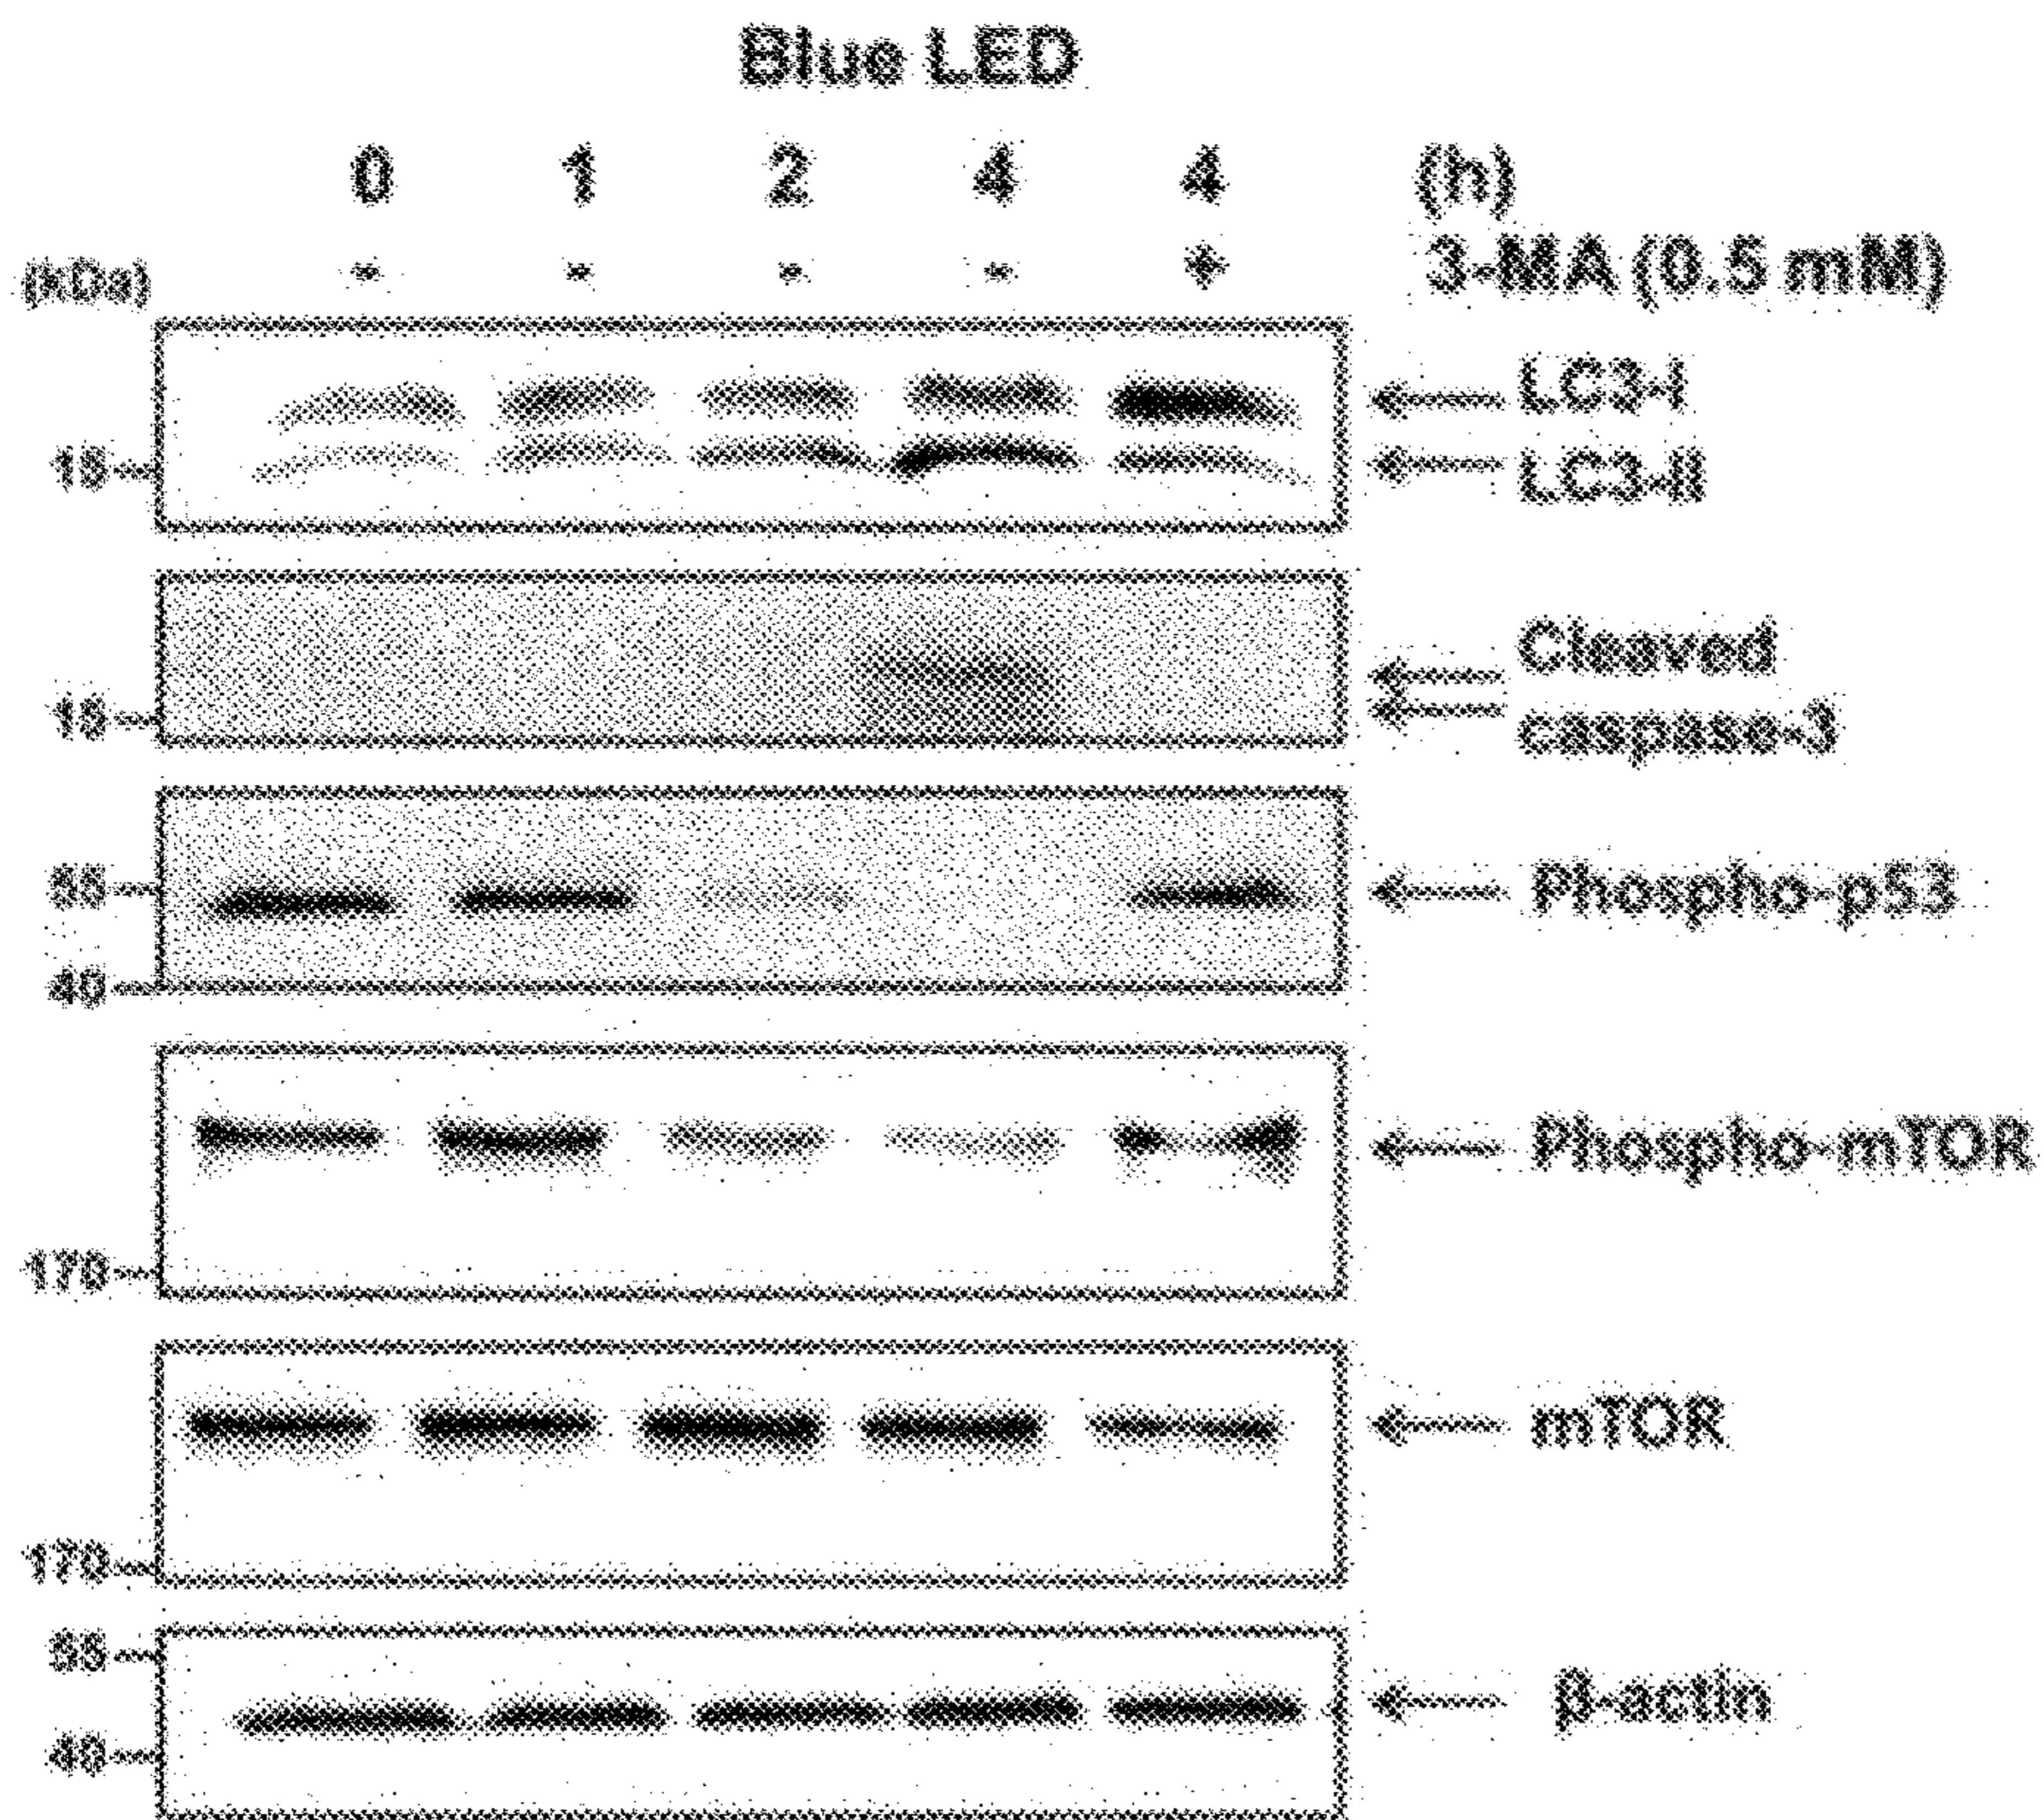 Blue LED
0 1 2 4 4 (h)
(kDa) - - - - + 3-MA (0.5 mM)
LC3-I
15
LC3-II
Cleaved
15
caspase-3
55
Phospho-p53
40
Phospho-mTOR
170
mTOR
170
55
β-actin
40